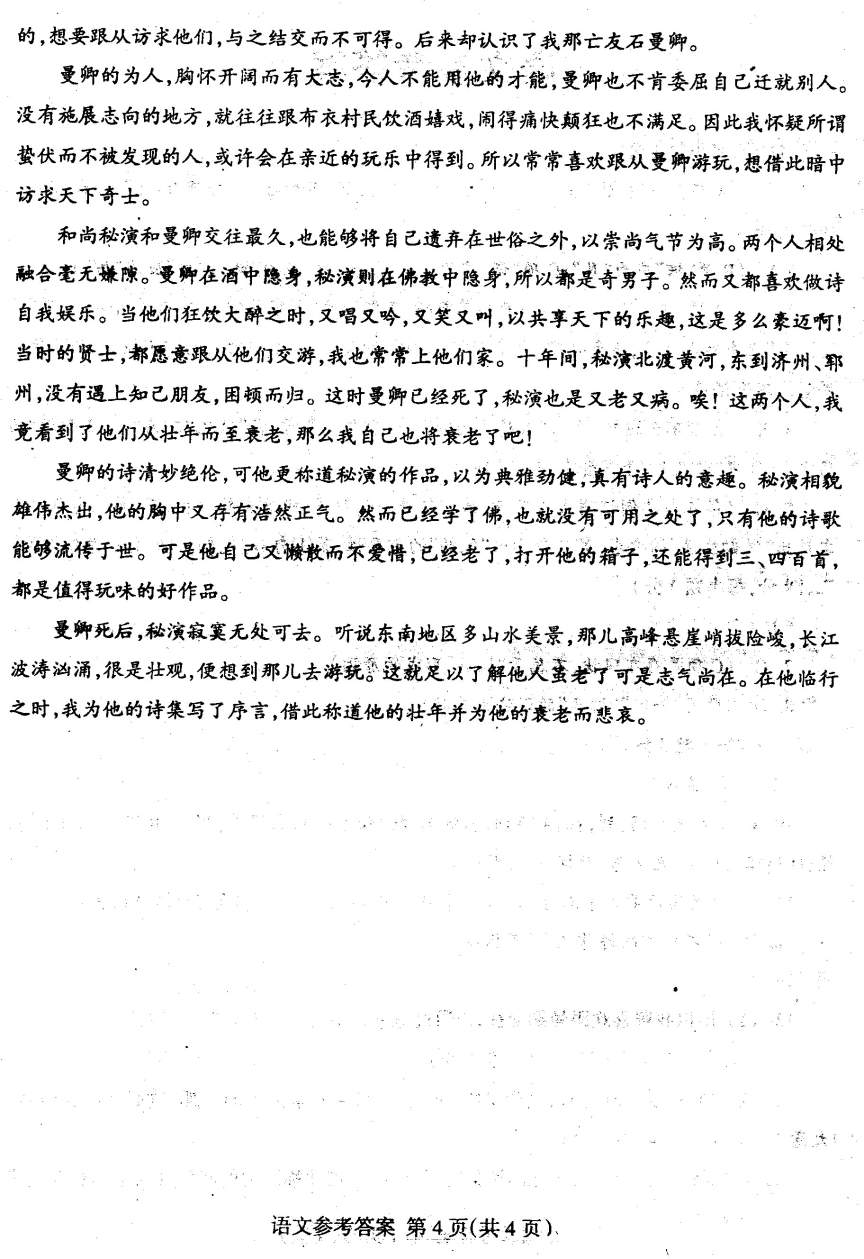 的,想要跟从访求他们,与之结交而不可得。后来却认识了我那亡友石曼卿。
曼卿的为人,胸怀开阔而有大志,今人不能用他的才能,曼卿也不肯委屈自己迁就别人。
没有施展志向的地方,就往往跟布衣村民饮酒嬉戏,闹得痛快颠狂也不满足。因此我怀疑所谓
蛰伏而不被发现的人,或许会在亲近的玩乐中得到。所以常常喜欢跟从曼卿游玩,想借此暗中
访求天下奇士。
和尚秘演和曼卿交往最久,也能够将自己遗弃在世俗之外,以崇尚气节为高。两个人相处
融合毫无嫌隙。曼卿在酒中隐身,秘演则在佛教中隐身,所以都是奇男子。然而又都喜欢做诗
自我娱乐。当他们狂饮大醉之时,又唱又吟,又笑又叫,以共享天下的乐趣,这是多么豪迈啊!
当时的贤士,都愿意跟从他们交游,我也常常上他们家。十年间,秘演北渡黄河,东到济州、郓
州,没有遇上知己朋友,困顿而归。这时曼卿已经死了,秘演也是又老又病。唉!这两个人,我
竟看到了他们从壮年而至衰老,那么我自己也将衰老了吧!
曼卿的诗清妙绝伦,可他更称道秘演的作品,以为典雅劲健,真有诗人的意趣。秘演相貌
雄伟杰出,他的胸中又存有浩然正气。然而已经学了佛,也就没有可用之处了,只有他的诗歌
能够流传于世。可是他自己又懒散而不爱惜,已经老了,打开他的箱子,还能得到三、四百首,
都是值得玩味的好作品。
曼卿死后,秘演寂寞无处可去。听说东南地区多山水美景,那儿高峰悬崖峭拔险峻,长江
波涛汹涌,很是壮观,便想到那儿去游玩。这就足以了解他人虽老了可是志气尚在。在他临行
之时,我为他的诗集写了序言,借此称道他的壮年并为他的衰老而悲哀。
语文参考答案 第4页(共4页)